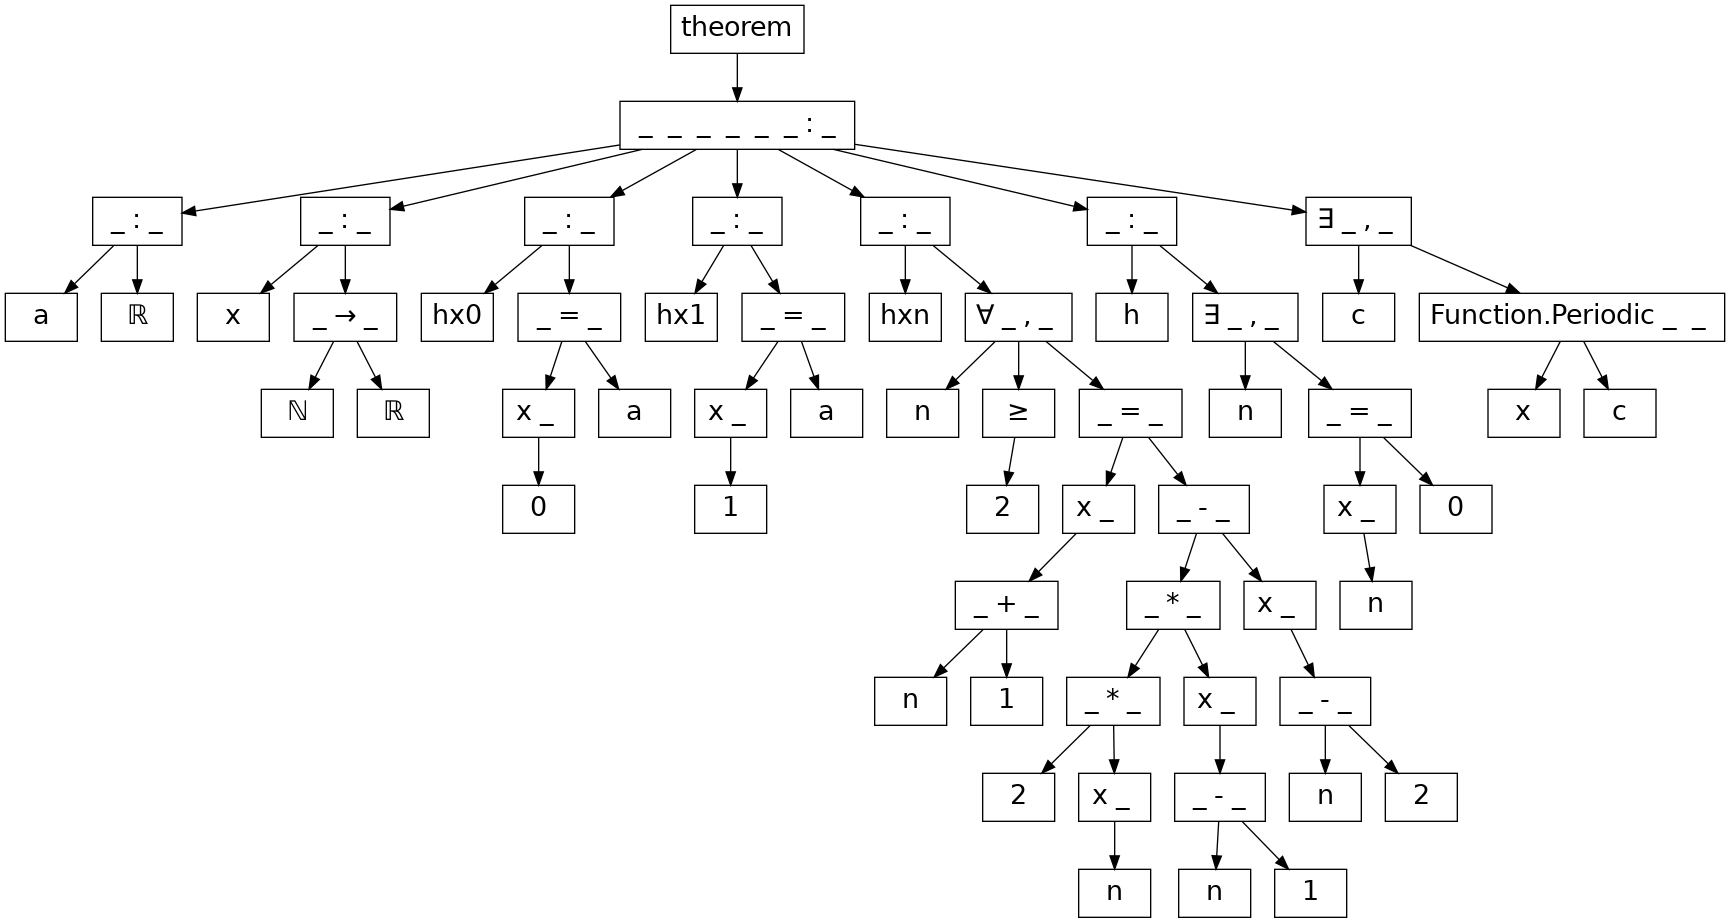 theorem
_ _ _ _ _ _ : _
_ : _ _ : _ _ : _ _ : _ _ : _ _ : _ ∃ _ , _
a ℝ x _ → _ hx0 _ = _ hx1 _ = _ hxn ∀ _ , _ h ∃ _ , _ c Function.Periodic _ _
ℕ ℝ x _ a x _ a n ≥ _ = _ n _ = _ x c
0 1 2 x _ _ - _ x _ 0
_ + _ _ * _ x _ n
n 1 _ * _ x _ _ - _
2 x _ _ - _ n 2
n n 1